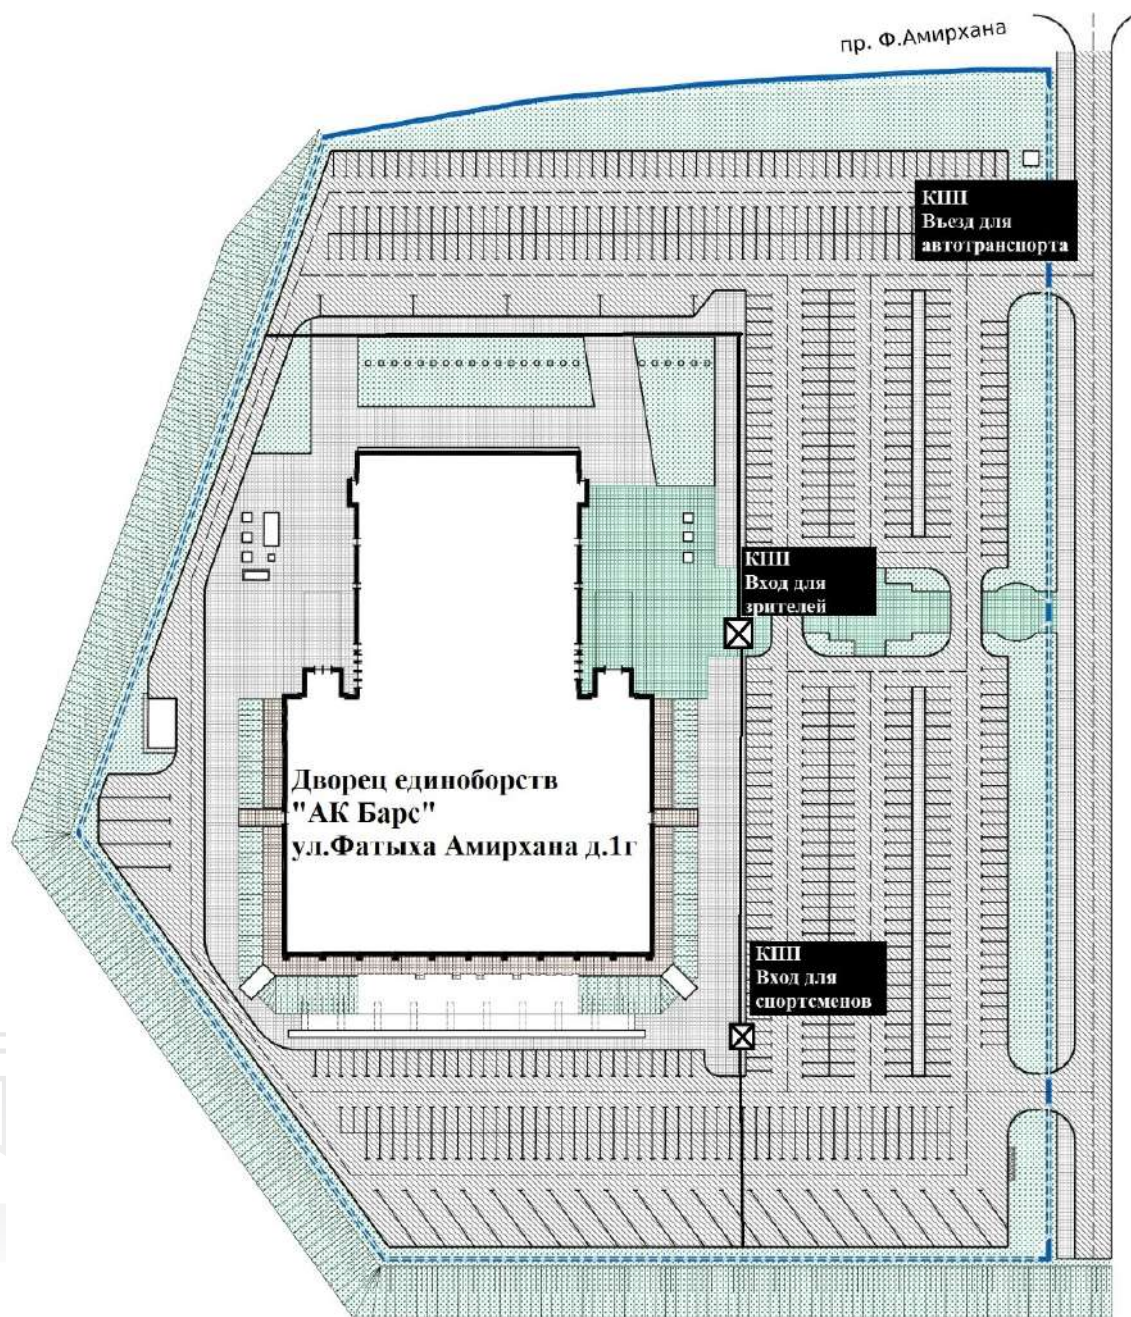 пр. Ф.Амирхана
КПП
Въезд для
автотранспорта
КПП
Вход для
зрителей
Дворец единоборств
"АК Барс"
ул.Фатыха Амирхана д.1г
КПП
Вход для
спортсменов